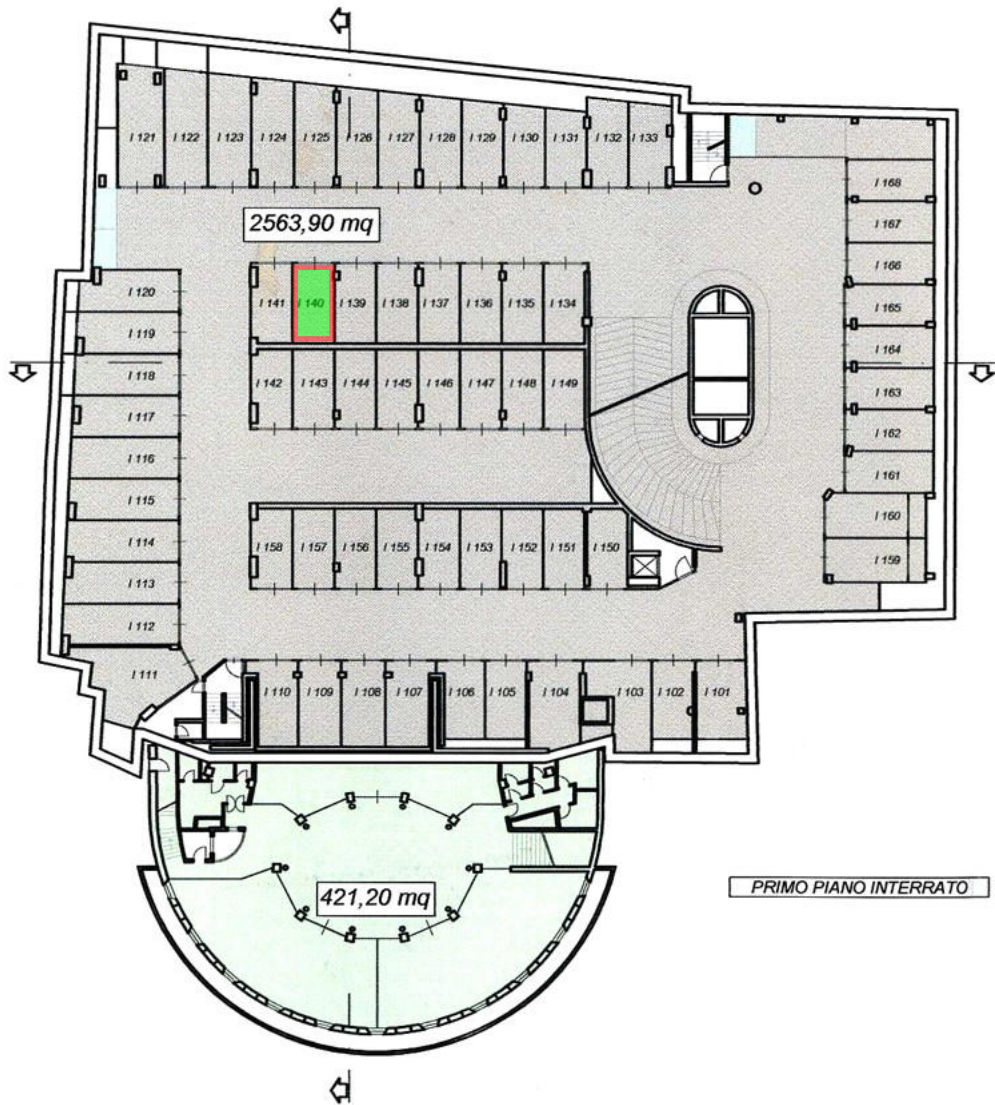 I 121 I 122 I 123 I 124 I 125 I 126 I 127 I 128 I 129 I 130 I 131 I 132 I 133
I 168
I 167
I 166
I 165
I 164
I 163
I 162
I 161
I 160
I 159
2563,90 mq
I 120
I 119
I 118
I 117
I 116
I 115
I 114
I 113
I 112
I 111
I 141 I 140 I 139 I 138 I 137 I 136 I 135 I 134
I 142 I 143 I 144 I 145 I 146 I 147 I 148 I 149
I 158 I 157 I 156 I 155 I 154 I 153 I 152 I 151 I 150
I 110 I 109 I 108 I 107 I 106 I 105 I 104 I 103 I 102 I 101
421,20 mq
PRIMO PIANO INTERRATO